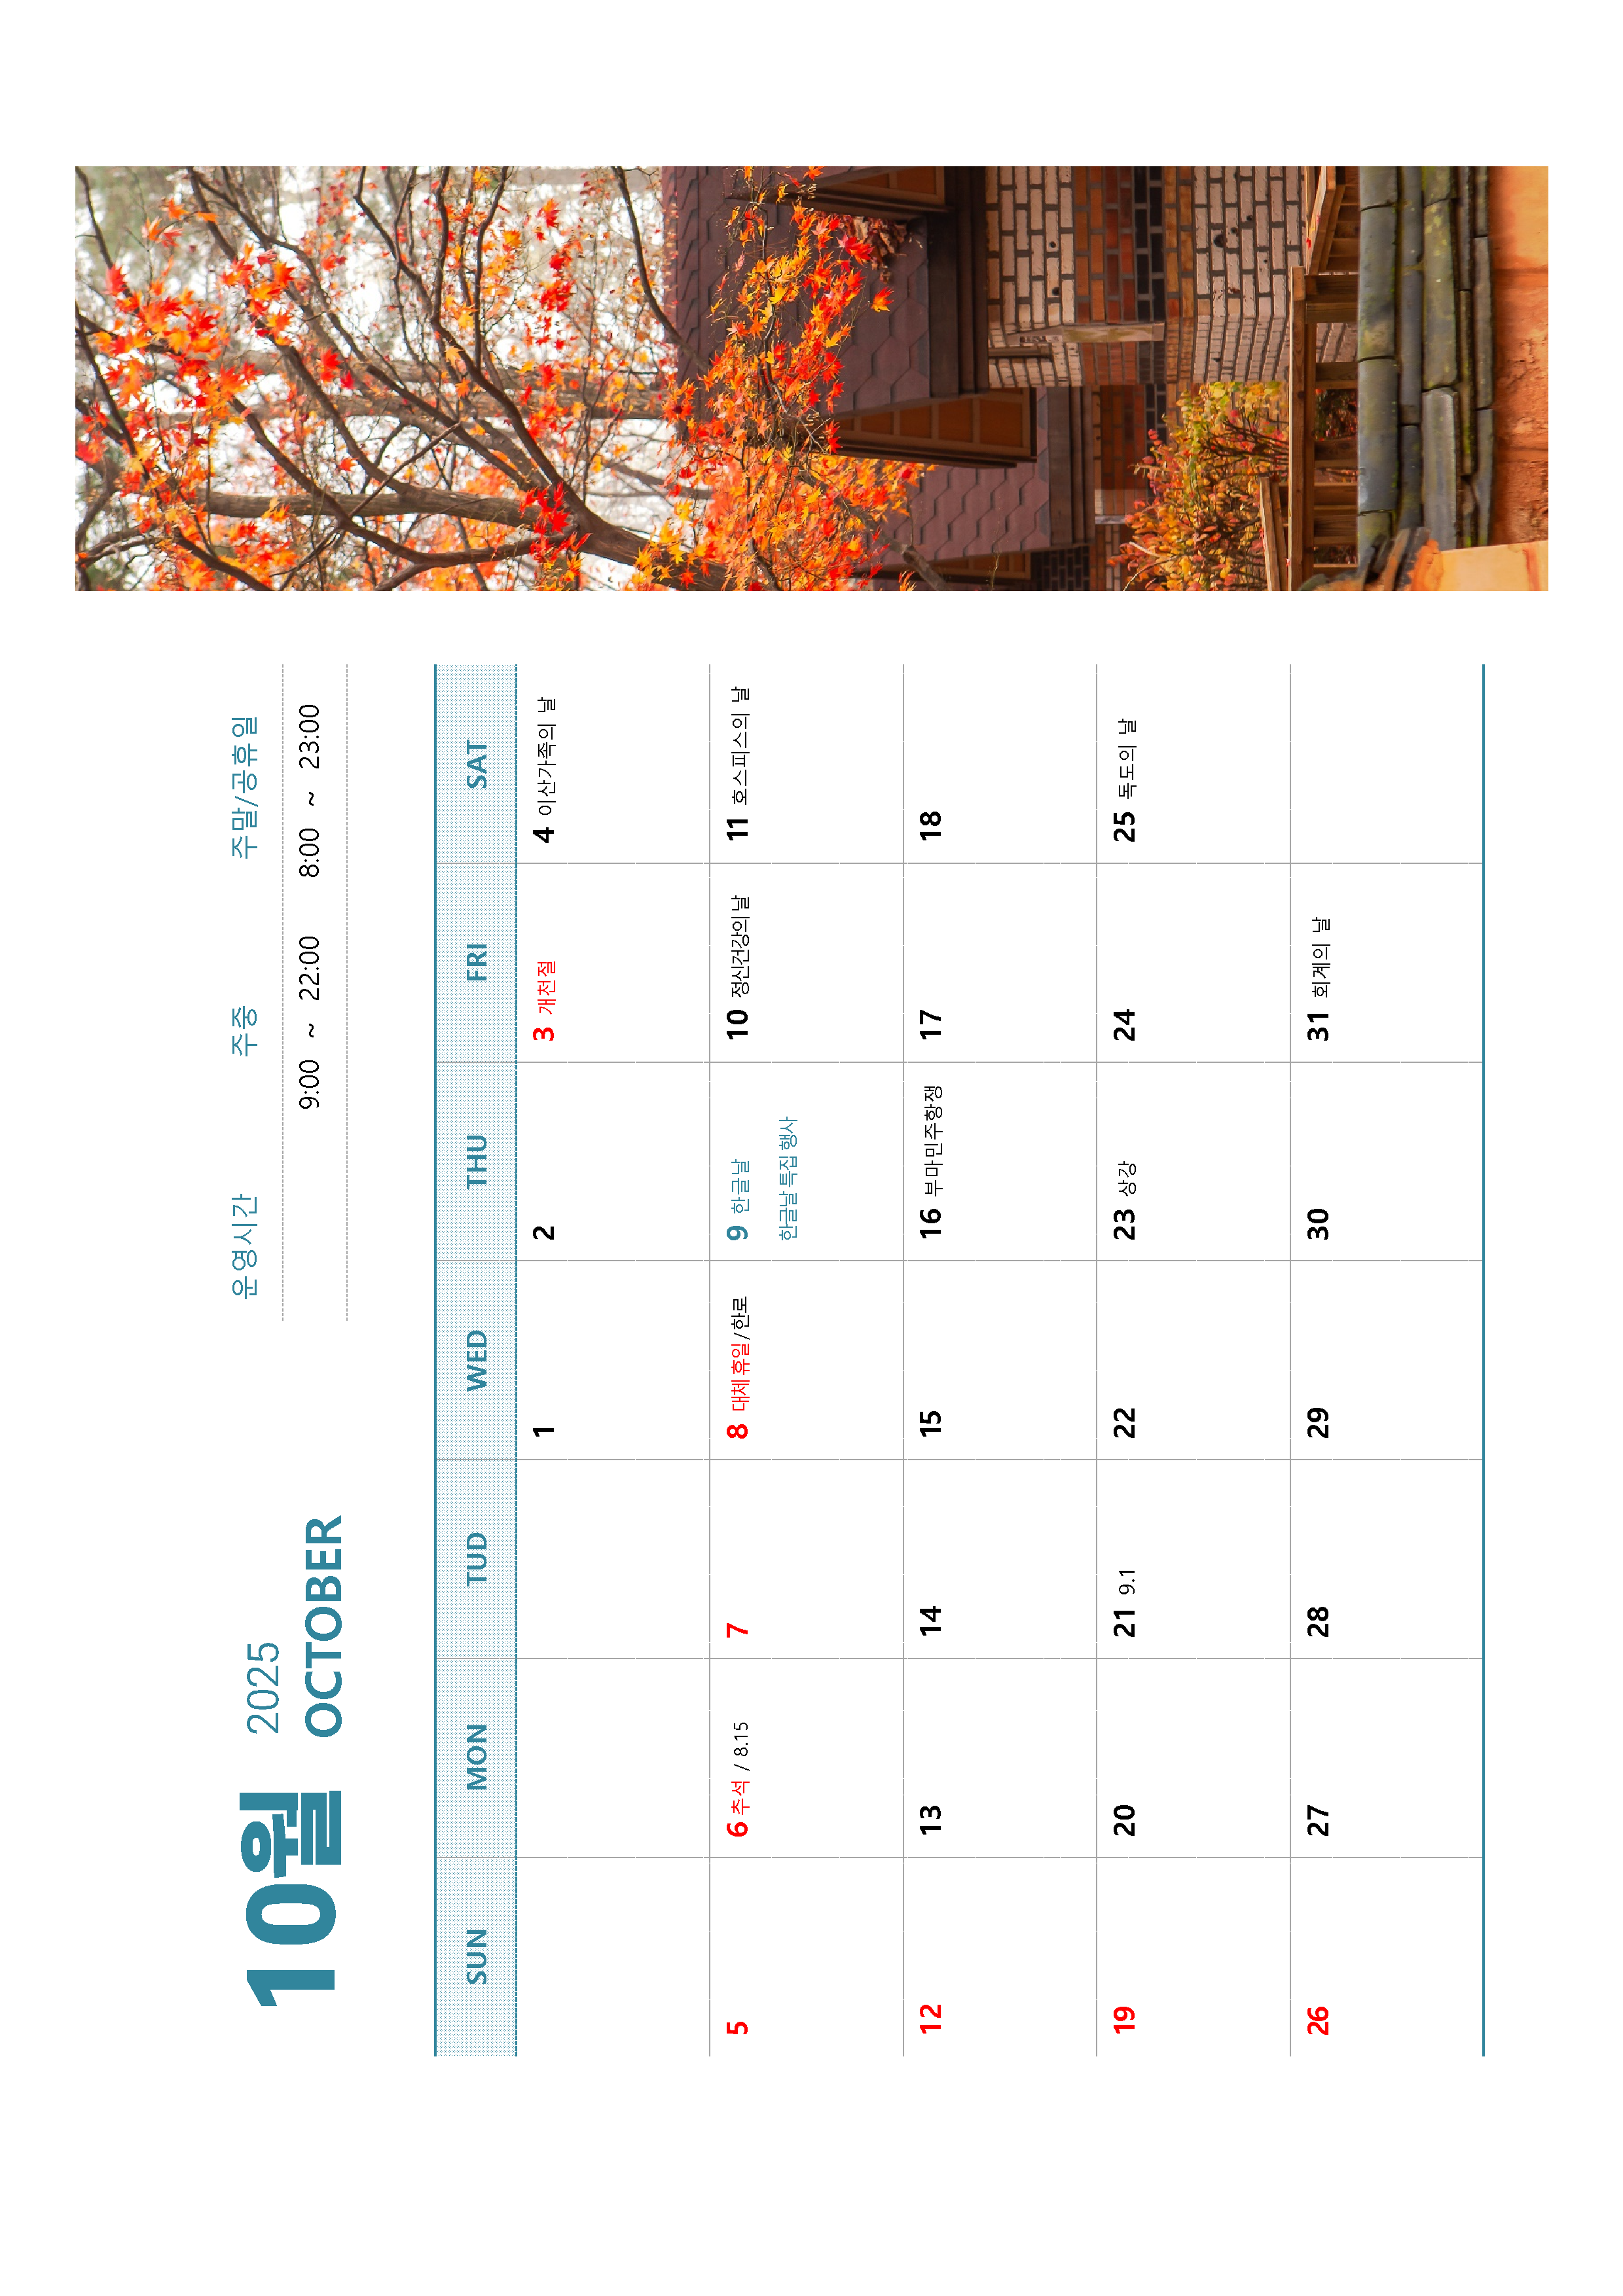 10월
2025
OCTOBER
운영시간 주중 주말/공휴일
9:00 ~ 22:00 8:00 ~ 23:00
SUN MON TUD WED THU FRI SAT
1 2 3 개천절 4 이산가족의 날
5 6 추석 / 8.15 7 8 대체휴일/한로 9 한글날 10 정신건강의날 11 호스피스의 날
한글날 특집 행사
12 13 14 15 16 부마민주항쟁 17 18
19 20 21 9.1 22 23 상강 24 25 독도의 날
26 27 28 29 30 31 회계의 날